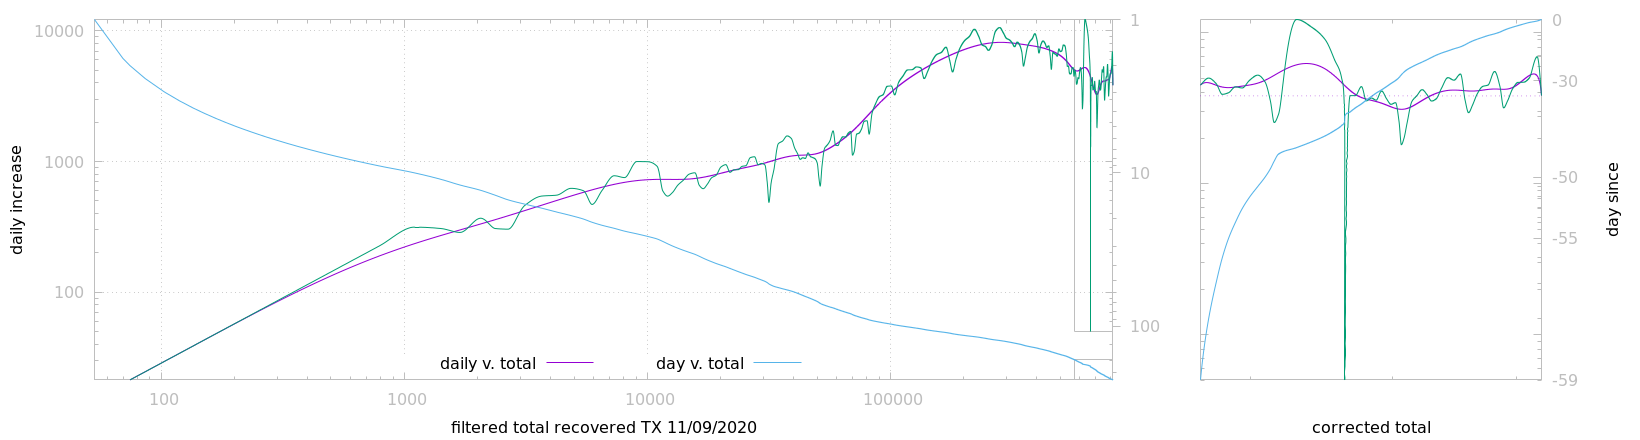 10000
1000
100
daily increase
daily v. total
day v. total
100
1000
10000
100000
filtered total recovered TX 11/09/2020
1
10
100
0
-30
-50
-55
-59
day since
corrected total